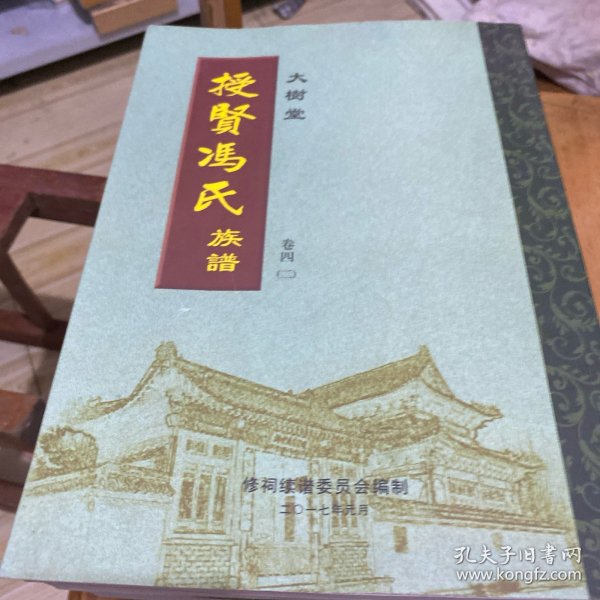 大樹堂
授賢馮氏族譜
卷四(二)
修祠续谱委员会编制
二〇一七年元月
孔夫子旧书网
www.kongfz.com